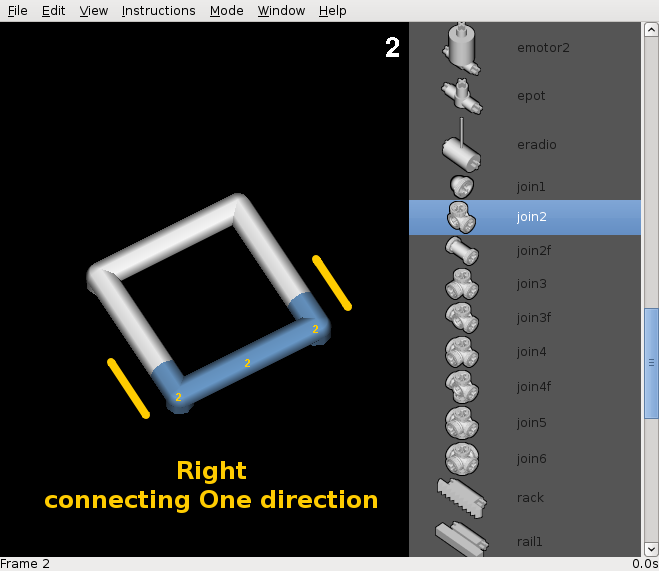 File Edit View Instructions Mode Window Help
2
emotor2
epot
eradio
join1
join2
join2f
join3
join3f
join4
join4f
join5
join6
rack
rail1
2
2
2
Right
connecting One direction
Frame 2
0.0s